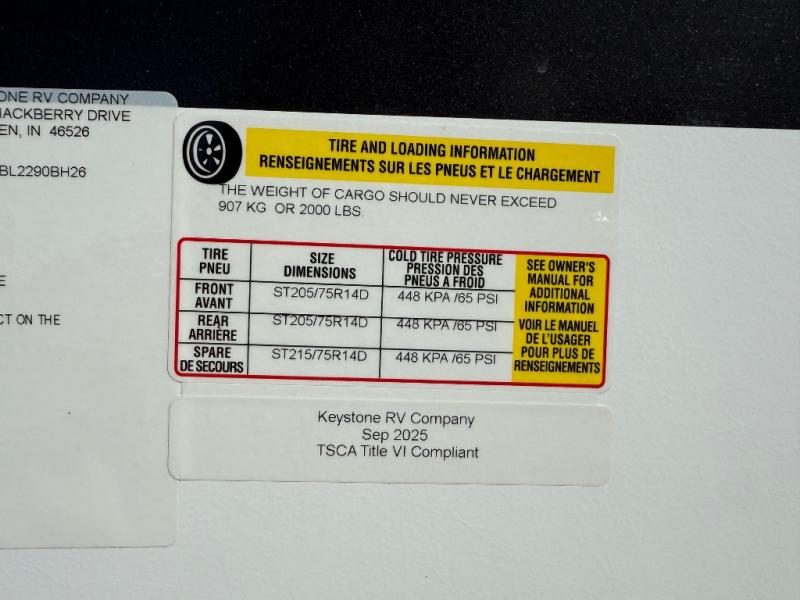 ONE RV COMPANY
HACKBERRY DRIVE
EN, IN 46526
BL2290BH26
E
CT ON THE
TIRE AND LOADING INFORMATION
RENSEIGNEMENTS SUR LES PNEUS ET LE CHARGEMENT
THE WEIGHT OF CARGO SHOULD NEVER EXCEED
907 KG OR 2000 LBS
TIRE PNEU SIZE DIMENSIONS COLD TIRE PRESSURE PRESSION DES PNEUS A FROID
FRONT AVANT ST205/75R14D 448 KPA /65 PSI
REAR ARRIÈRE ST205/75R14D 448 KPA /65 PSI
SPARE DE SECOURS ST215/75R14D 448 KPA /65 PSI
SEE OWNER'S
MANUAL FOR
ADDITIONAL
INFORMATION
VOIR LE MANUEL
DE L'USAGER
POUR PLUS DE
RENSEIGNEMENTS
Keystone RV Company
Sep 2025
TSCA Title VI Compliant